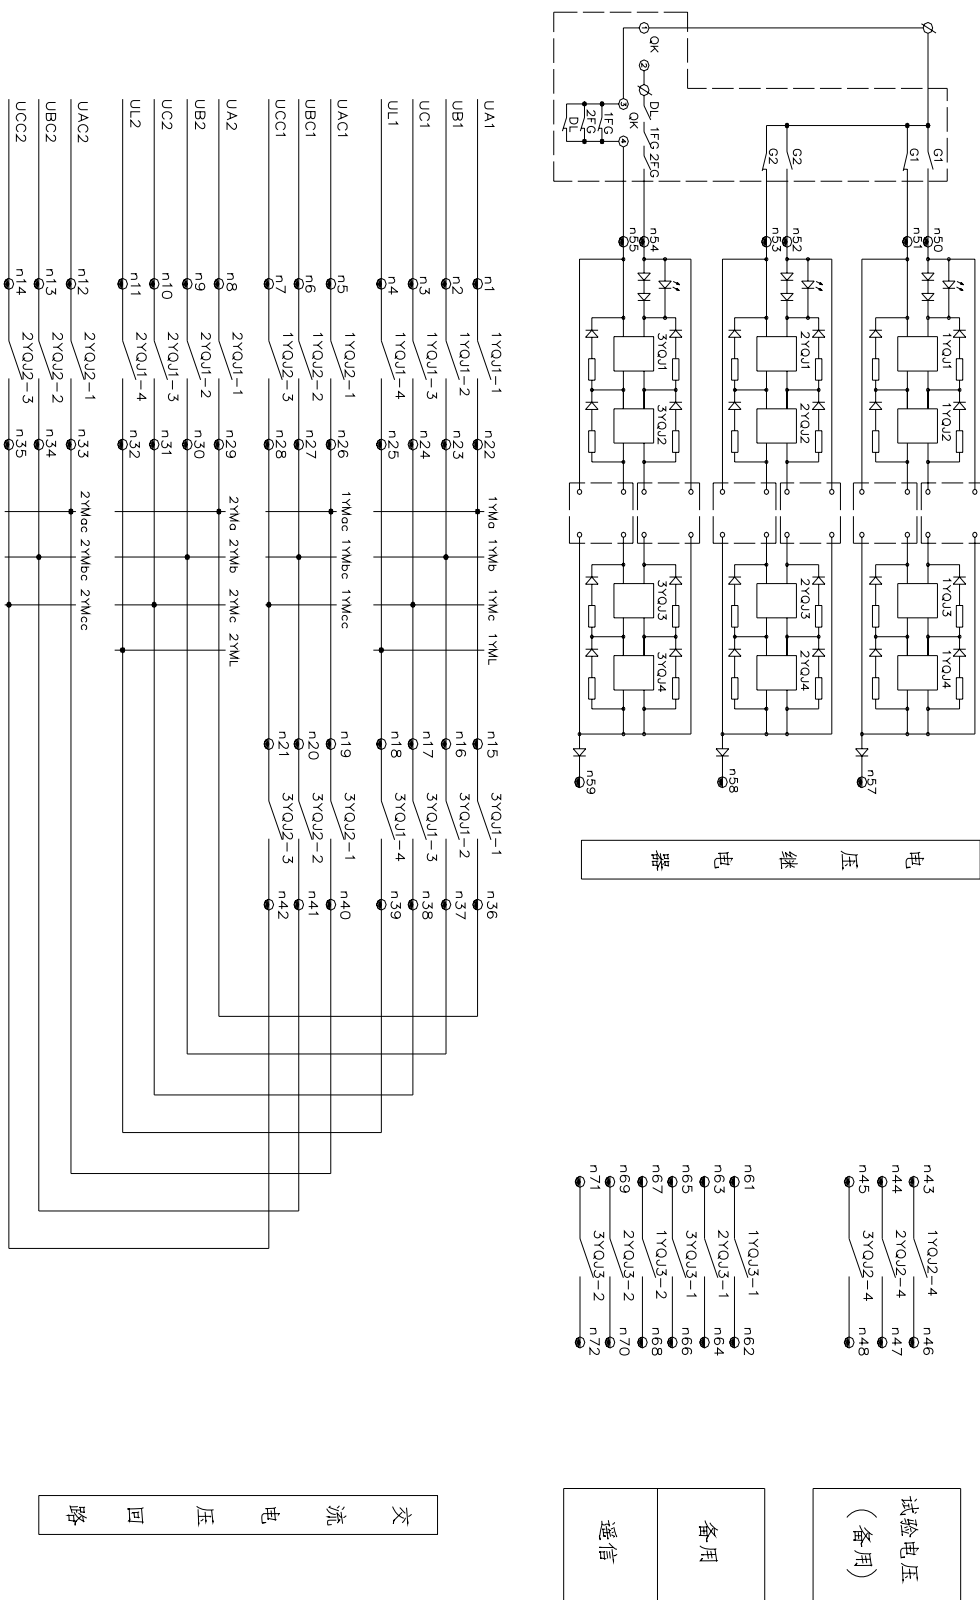 QK
1
2
3
QK
4
DL
1FG
2FG
1FG
2FG
DL
G1
G1
G2
G2
n50
n51
n52
n53
n54
n55
1YQJ1
1YQJ2
1YQJ3
1YQJ4
n57
2YQJ1
2YQJ2
2YQJ3
2YQJ4
n58
3YQJ1
3YQJ2
3YQJ3
3YQJ4
n59
电压继电器
UA1 n1 1YQJ1-1 n22 n15 3YQJ1-1 n36
UB1 n2 1YQJ1-2 n23 n16 3YQJ1-2 n37
UC1 n3 1YQJ1-3 n24 n17 3YQJ1-3 n38
UL1 n4 1YQJ1-4 n25 n18 3YQJ1-4 n39
1YMa 1YMb 1YMc 1YML
UAC1 n5 1YQJ2-1 n26 n19 3YQJ2-1 n40
UBC1 n6 1YQJ2-2 n27 n20 3YQJ2-2 n41
UCC1 n7 1YQJ2-3 n28 n21 3YQJ2-3 n42
1YMac 1YMbc 1YMcc
UA2 n8 2YQJ1-1 n29
UB2 n9 2YQJ1-2 n30
UC2 n10 2YQJ1-3 n31
UL2 n11 2YQJ1-4 n32
2YMa 2YMb 2YMc 2YML
UAC2 n12 2YQJ2-1 n33
UBC2 n13 2YQJ2-2 n34
UCC2 n14 2YQJ2-3 n35
2YMac 2YMbc 2YMcc
交流电压回路
n43 1YQJ2-4 n46
n44 2YQJ2-4 n47
n45 3YQJ2-4 n48
试验电压
(备用)
n61 1YQJ3-1 n62
n63 2YQJ3-1 n64
n65 3YQJ3-1 n66
n67 1YQJ3-2 n68
n69 2YQJ3-2 n70
n71 3YQJ3-2 n72
备用
遥信